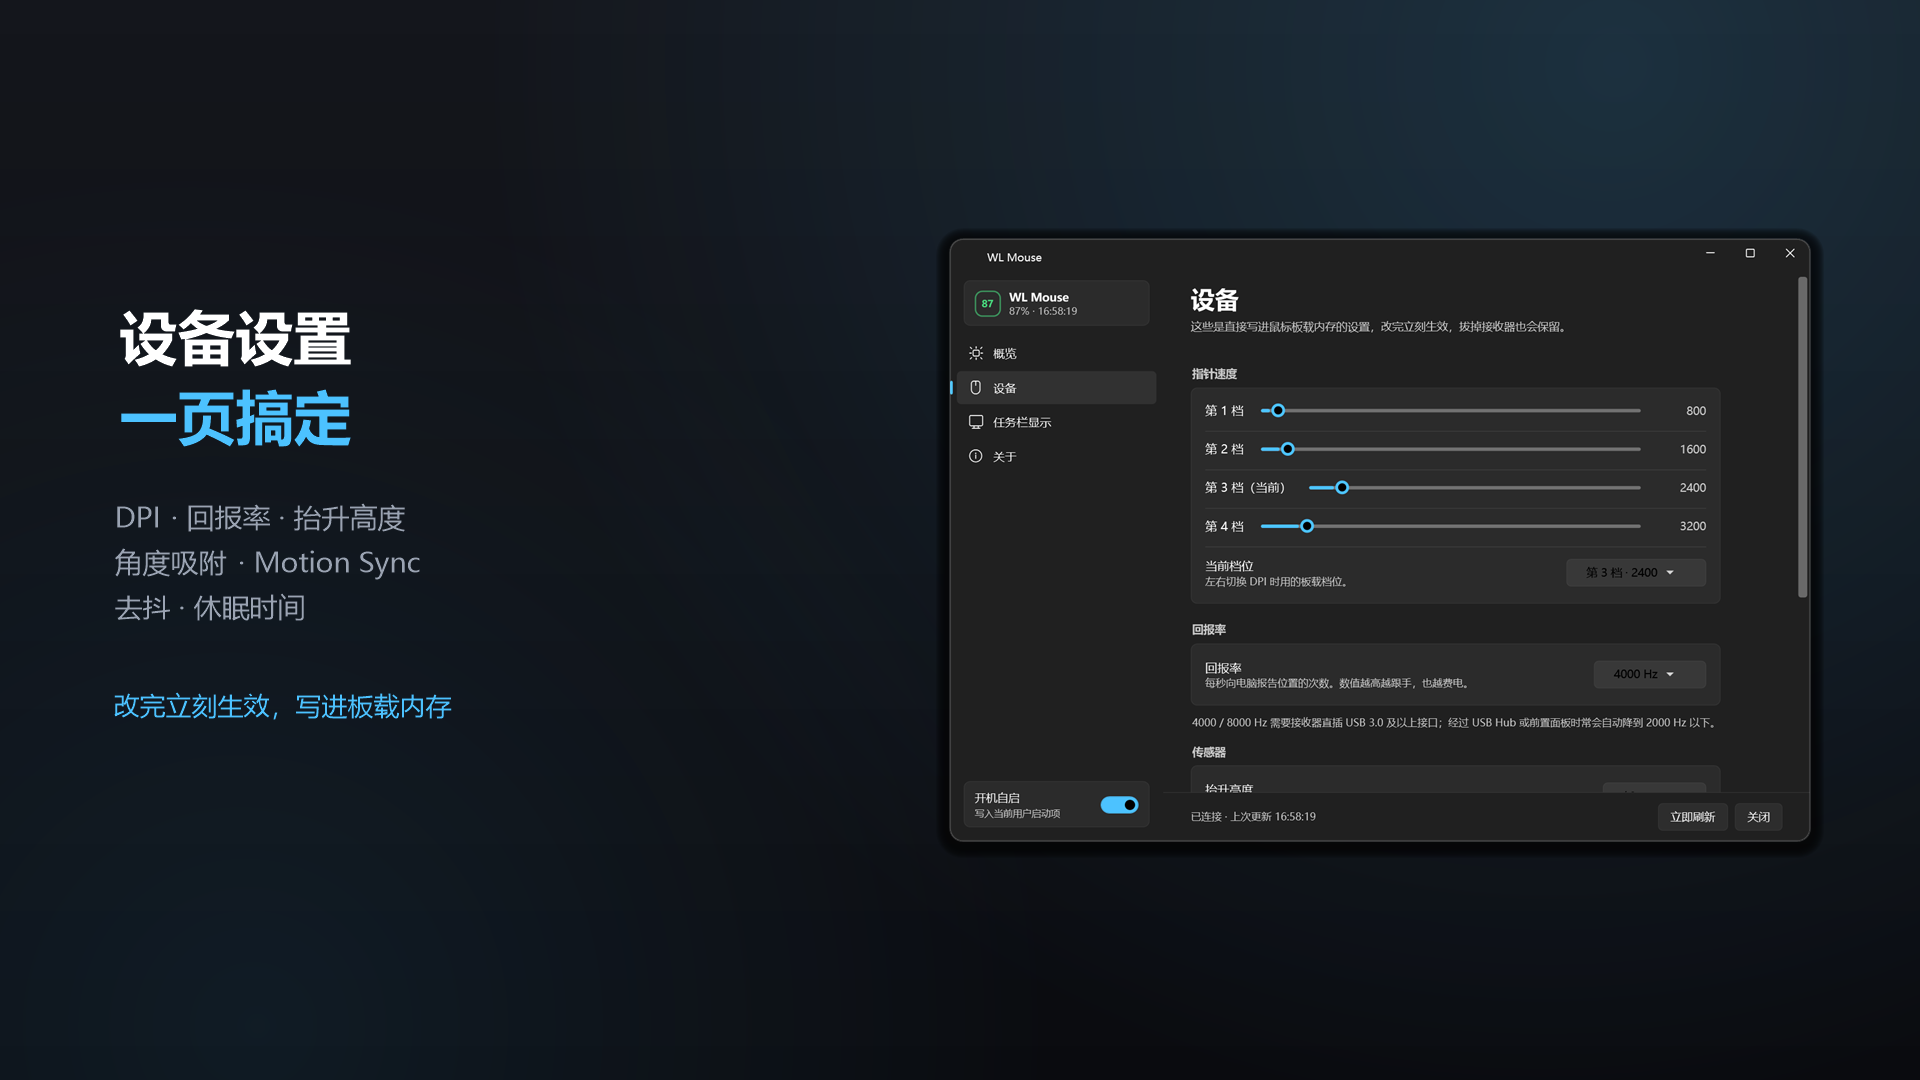 设备设置
一页搞定
DPI · 回报率 · 抬升高度
角度吸附 · Motion Sync
去抖 · 休眠时间
改完立刻生效，写进板载内存
WL Mouse
87
WL Mouse
87% · 16:58:19
概览
设备
任务栏显示
关于
开机自启
写入当前用户启动项
设备
这些是直接写进鼠标板载内存的设置，改完立刻生效，拔掉接收器也会保留。
指针速度
第 1 档 800
第 2 档 1600
第 3 档（当前） 2400
第 4 档 3200
当前档位
左右切换 DPI 时用的板载档位。
第 3 档 · 2400
回报率
回报率
每秒向电脑报告位置的次数。数值越高越跟手，也越费电。
4000 Hz
4000 / 8000 Hz 需要接收器直插 USB 3.0 及以上接口；经过 USB Hub 或前置面板时常会自动降到 2000 Hz 以下。
传感器
抬升高度
已连接 · 上次更新 16:58:19
立即刷新
关闭